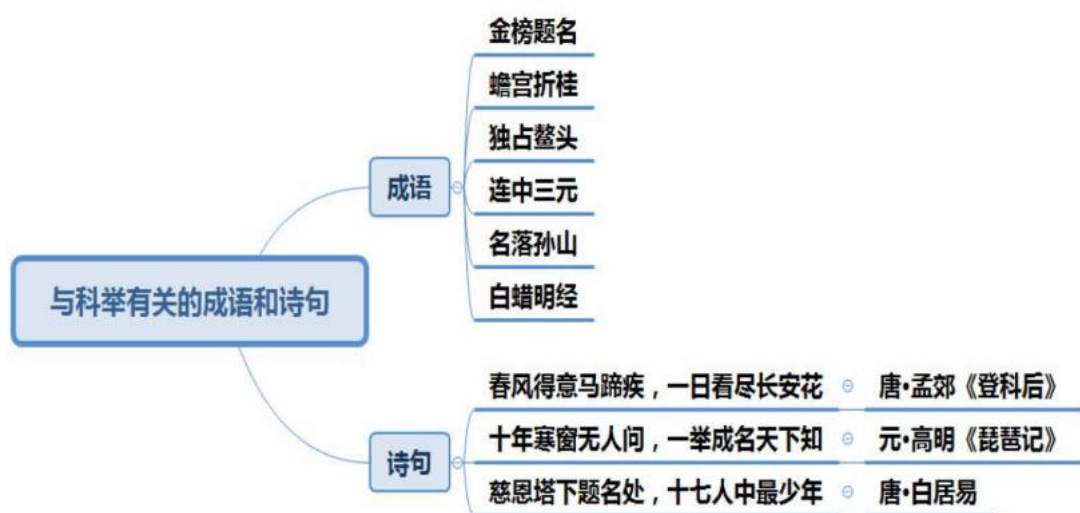 金榜题名
蟾宫折桂
独占鳌头
连中三元
名落孙山
白蜡明经
成语
与科举有关的成语和诗句
诗句
春风得意马蹄疾，一日看尽长安花 唐•孟郊《登科后》
十年寒窗无人问，一举成名天下知 元•高明《琵琶记》
慈恩塔下题名处，十七人中最少年 唐•白居易